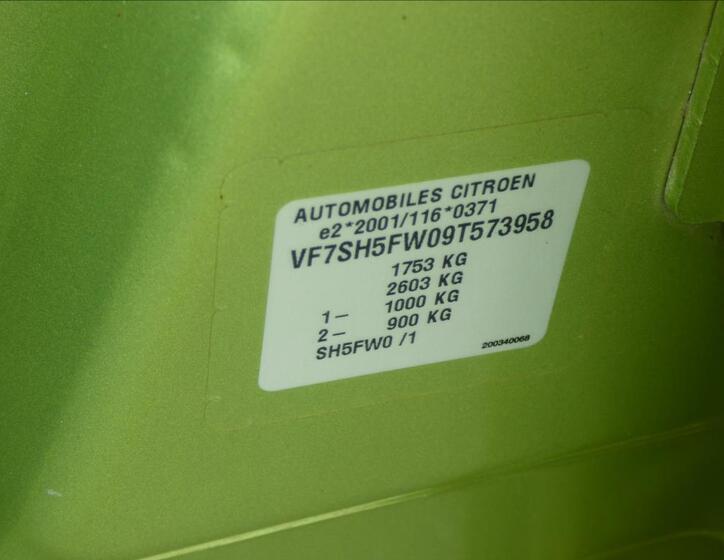 AUTOMOBILES CITROEN
e2*2001/116*0371
VF7SH5FW09T573958
1753 KG
2603 KG
1– 1000 KG
2– 900 KG
SH5FW0 /1
200340068